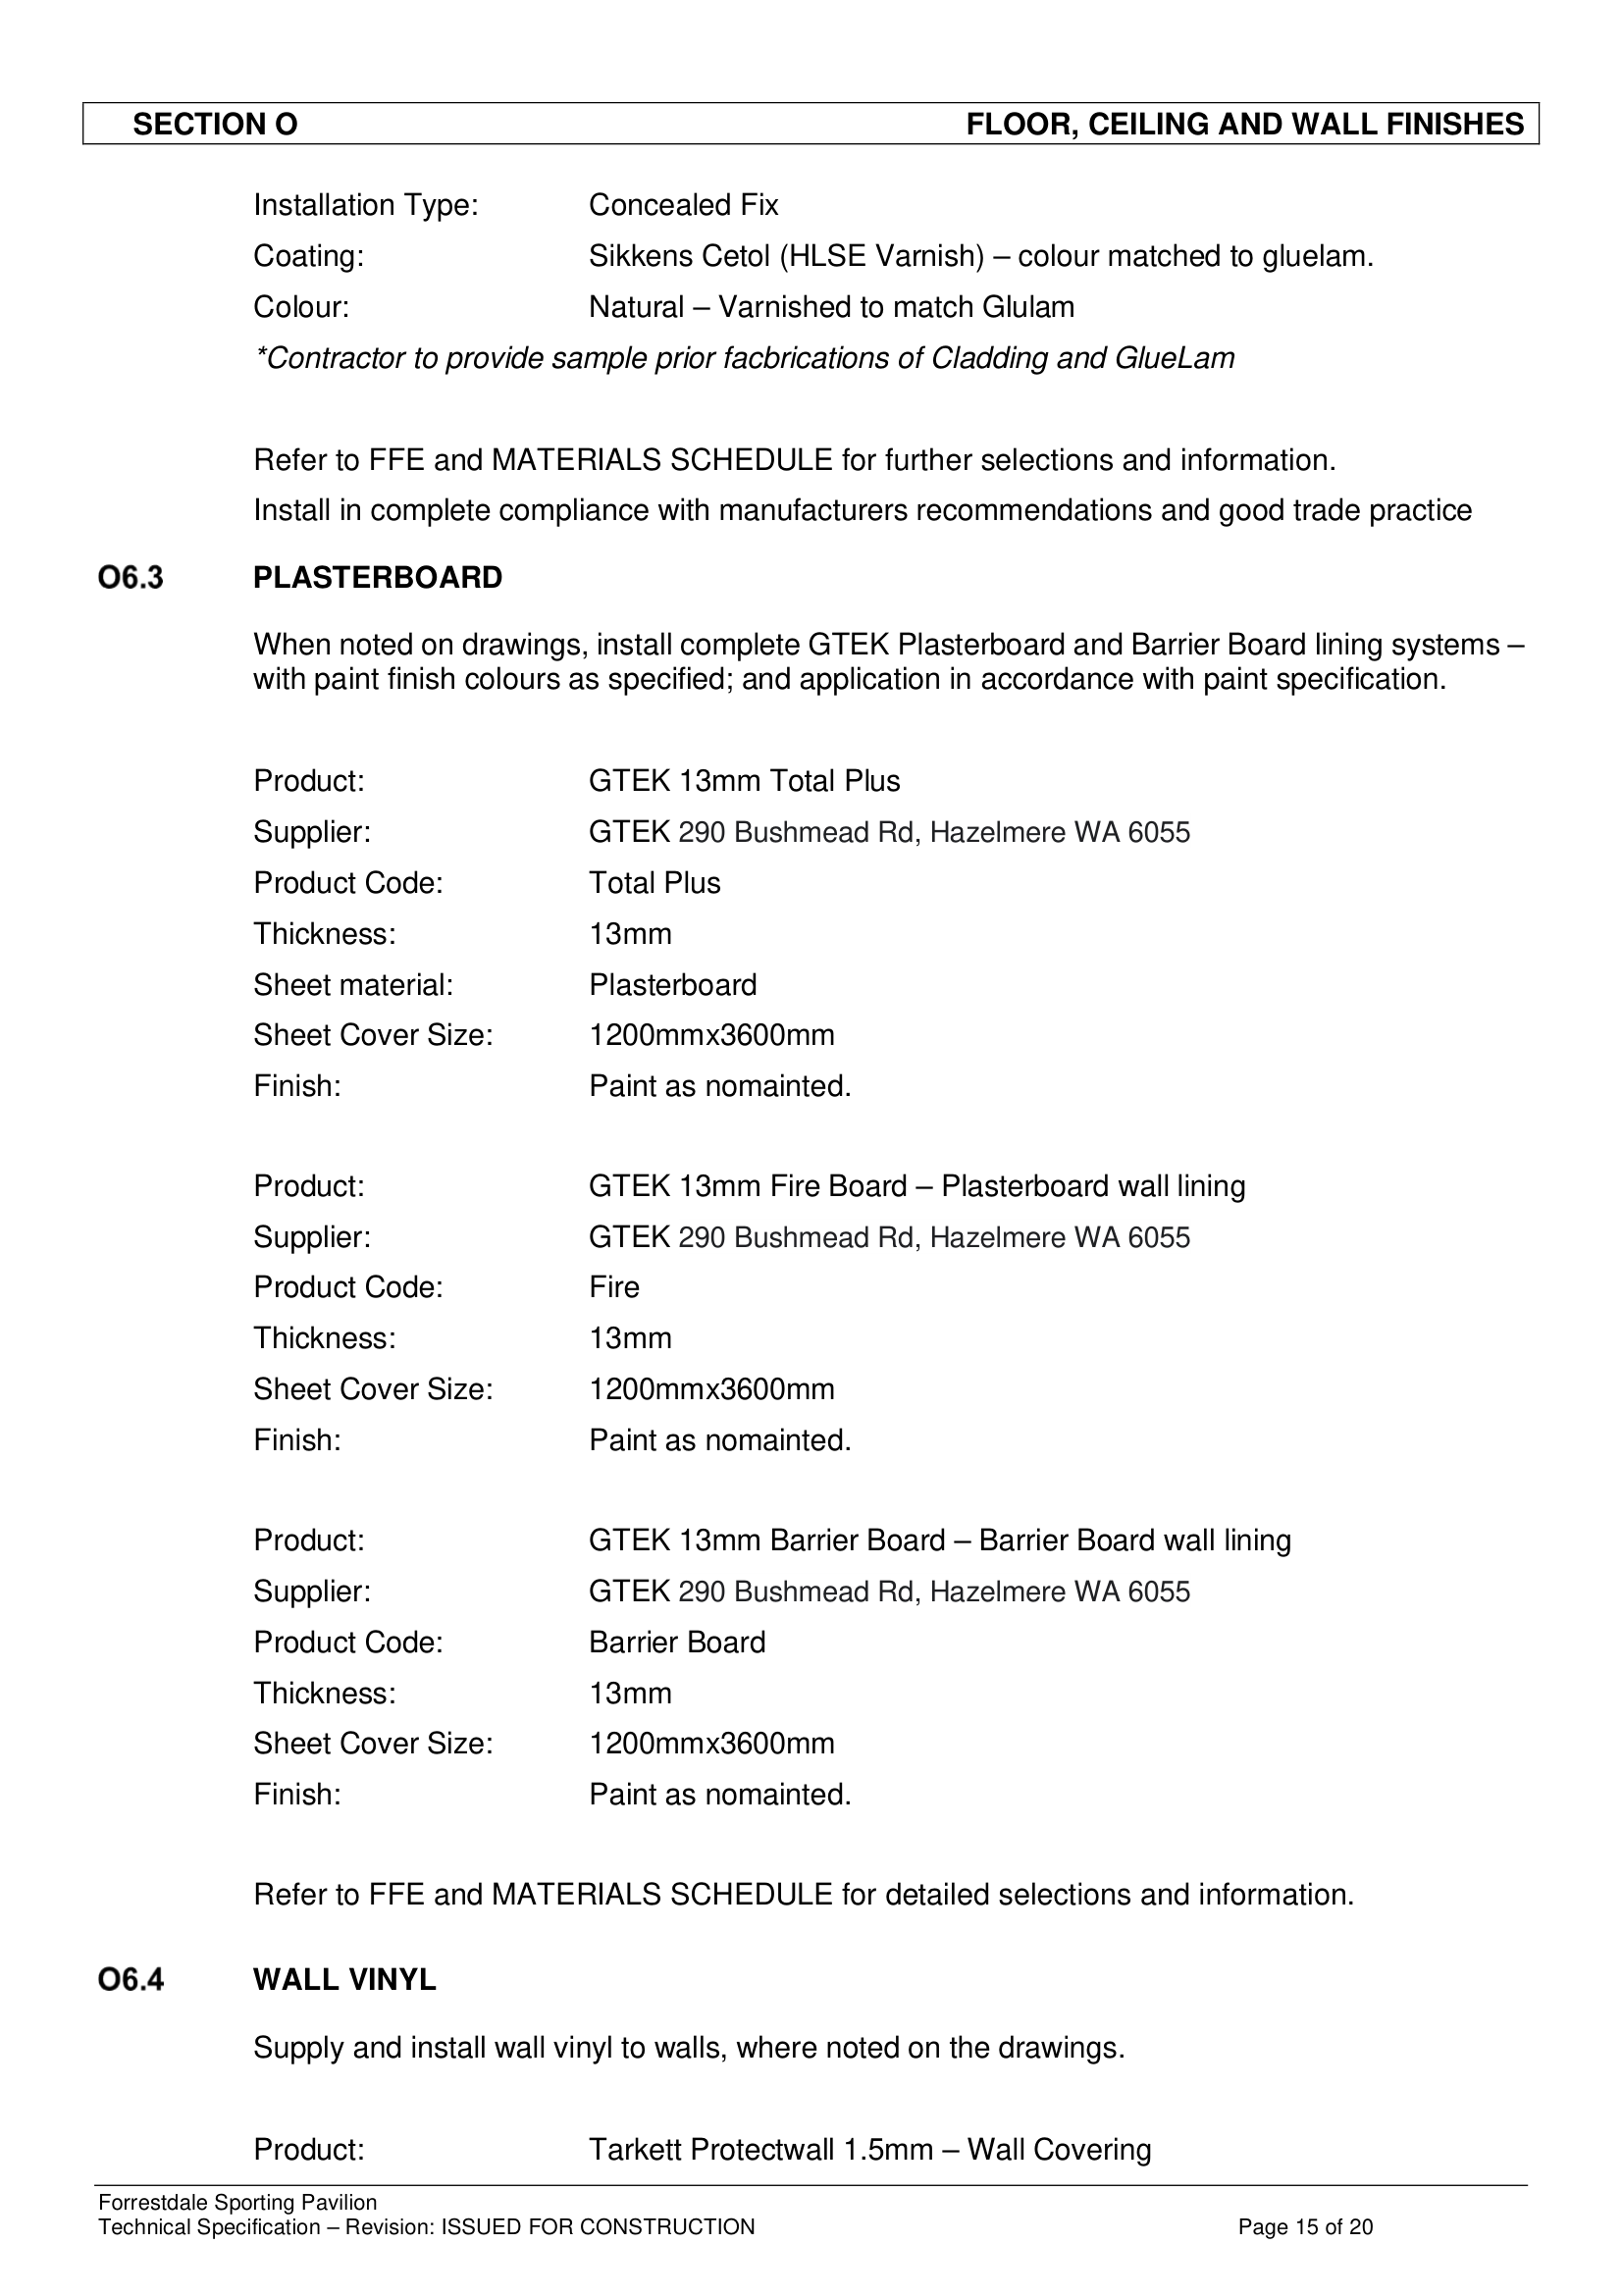 SECTION O FLOOR, CEILING AND WALL FINISHES
Installation Type: Concealed Fix
Coating: Sikkens Cetol (HLSE Varnish) – colour matched to gluelam.
Colour: Natural – Varnished to match Glulam
*Contractor to provide sample prior facbrications of Cladding and GlueLam
Refer to FFE and MATERIALS SCHEDULE for further selections and information.
Install in complete compliance with manufacturers recommendations and good trade practice
O6.3 PLASTERBOARD
When noted on drawings, install complete GTEK Plasterboard and Barrier Board lining systems –
with paint finish colours as specified; and application in accordance with paint specification.
Product: GTEK 13mm Total Plus
Supplier: GTEK 290 Bushmead Rd, Hazelmere WA 6055
Product Code: Total Plus
Thickness: 13mm
Sheet material: Plasterboard
Sheet Cover Size: 1200mmx3600mm
Finish: Paint as nomainted.
Product: GTEK 13mm Fire Board – Plasterboard wall lining
Supplier: GTEK 290 Bushmead Rd, Hazelmere WA 6055
Product Code: Fire
Thickness: 13mm
Sheet Cover Size: 1200mmx3600mm
Finish: Paint as nomainted.
Product: GTEK 13mm Barrier Board – Barrier Board wall lining
Supplier: GTEK 290 Bushmead Rd, Hazelmere WA 6055
Product Code: Barrier Board
Thickness: 13mm
Sheet Cover Size: 1200mmx3600mm
Finish: Paint as nomainted.
Refer to FFE and MATERIALS SCHEDULE for detailed selections and information.
O6.4 WALL VINYL
Supply and install wall vinyl to walls, where noted on the drawings.
Product: Tarkett Protectwall 1.5mm – Wall Covering
Forrestdale Sporting Pavilion
Technical Specification – Revision: ISSUED FOR CONSTRUCTION Page 15 of 20